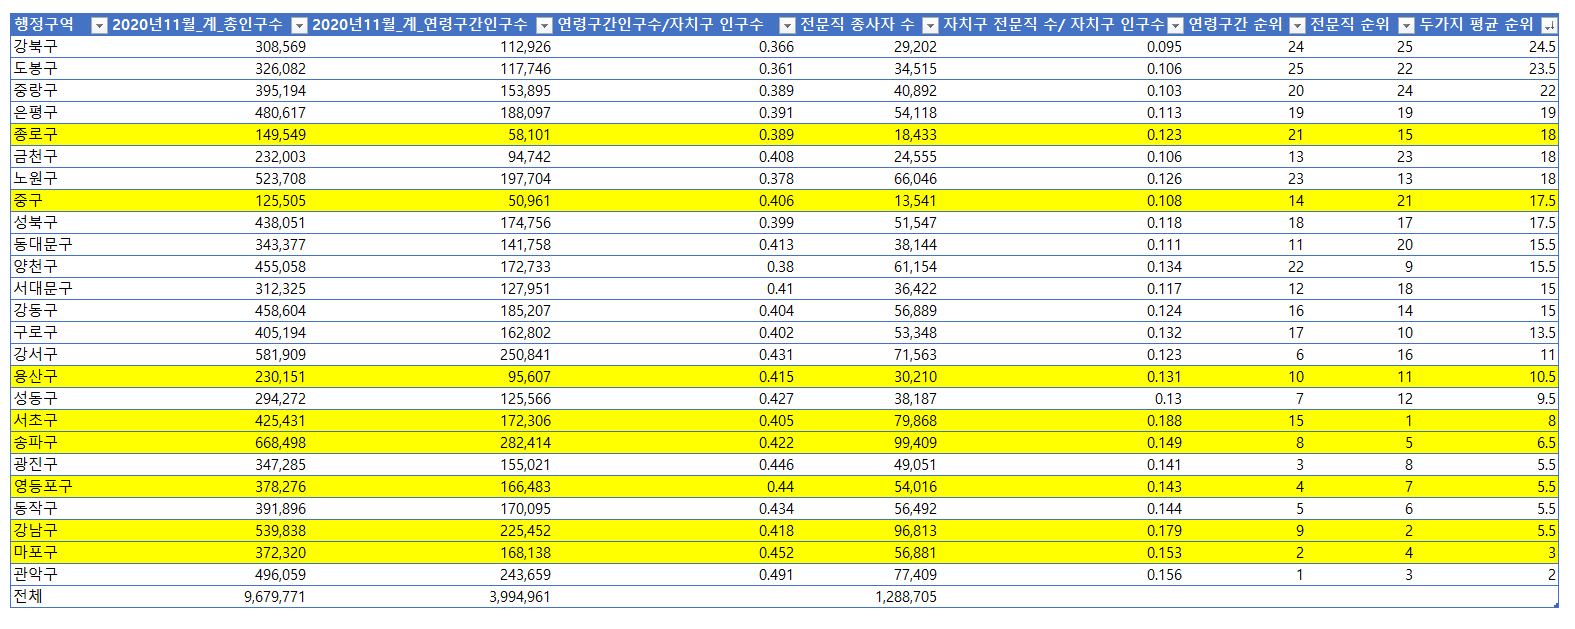 행정구역 2020년11월_계_총인구수 2020년11월_계_연령구간인구수 연령구간인구수/자치구 인구수 전문직 종사자 수 자치구 전문직 수/ 자치구 인구수 연령구간 순위 전문직 순위 두가지 평균 순위
강북구 308,569 112,926 0.366 29,202 0.095 24 25 24.5
도봉구 326,082 117,746 0.361 34,515 0.106 25 22 23.5
중랑구 395,194 153,895 0.389 40,892 0.103 20 24 22
은평구 480,617 188,097 0.391 54,118 0.113 19 19 19
종로구 149,549 58,101 0.389 18,433 0.123 21 15 18
금천구 232,003 94,742 0.408 24,555 0.106 13 23 18
노원구 523,708 197,704 0.378 66,046 0.126 23 13 18
중구 125,505 50,961 0.406 13,541 0.108 14 21 17.5
성북구 438,051 174,756 0.399 51,547 0.118 18 17 17.5
동대문구 343,377 141,758 0.413 38,144 0.111 11 20 15.5
양천구 455,058 172,733 0.38 61,154 0.134 22 9 15.5
서대문구 312,325 127,951 0.41 36,422 0.117 12 18 15
강동구 458,604 185,207 0.404 56,889 0.124 16 14 15
구로구 405,194 162,802 0.402 53,348 0.132 17 10 13.5
강서구 581,909 250,841 0.431 71,563 0.123 6 16 11
용산구 230,151 95,607 0.415 30,210 0.131 10 11 10.5
성동구 294,272 125,566 0.427 38,187 0.13 7 12 9.5
서초구 425,431 172,306 0.405 79,868 0.188 15 1 8
송파구 668,498 282,414 0.422 99,409 0.149 8 5 6.5
광진구 347,285 155,021 0.446 49,051 0.141 3 8 5.5
영등포구 378,276 166,483 0.44 54,016 0.143 4 7 5.5
동작구 391,896 170,095 0.434 56,492 0.144 5 6 5.5
강남구 539,838 225,452 0.418 96,813 0.179 9 2 5.5
마포구 372,320 168,138 0.452 56,881 0.153 2 4 3
관악구 496,059 243,659 0.491 77,409 0.156 1 3 2
전체 9,679,771 3,994,961 1,288,705